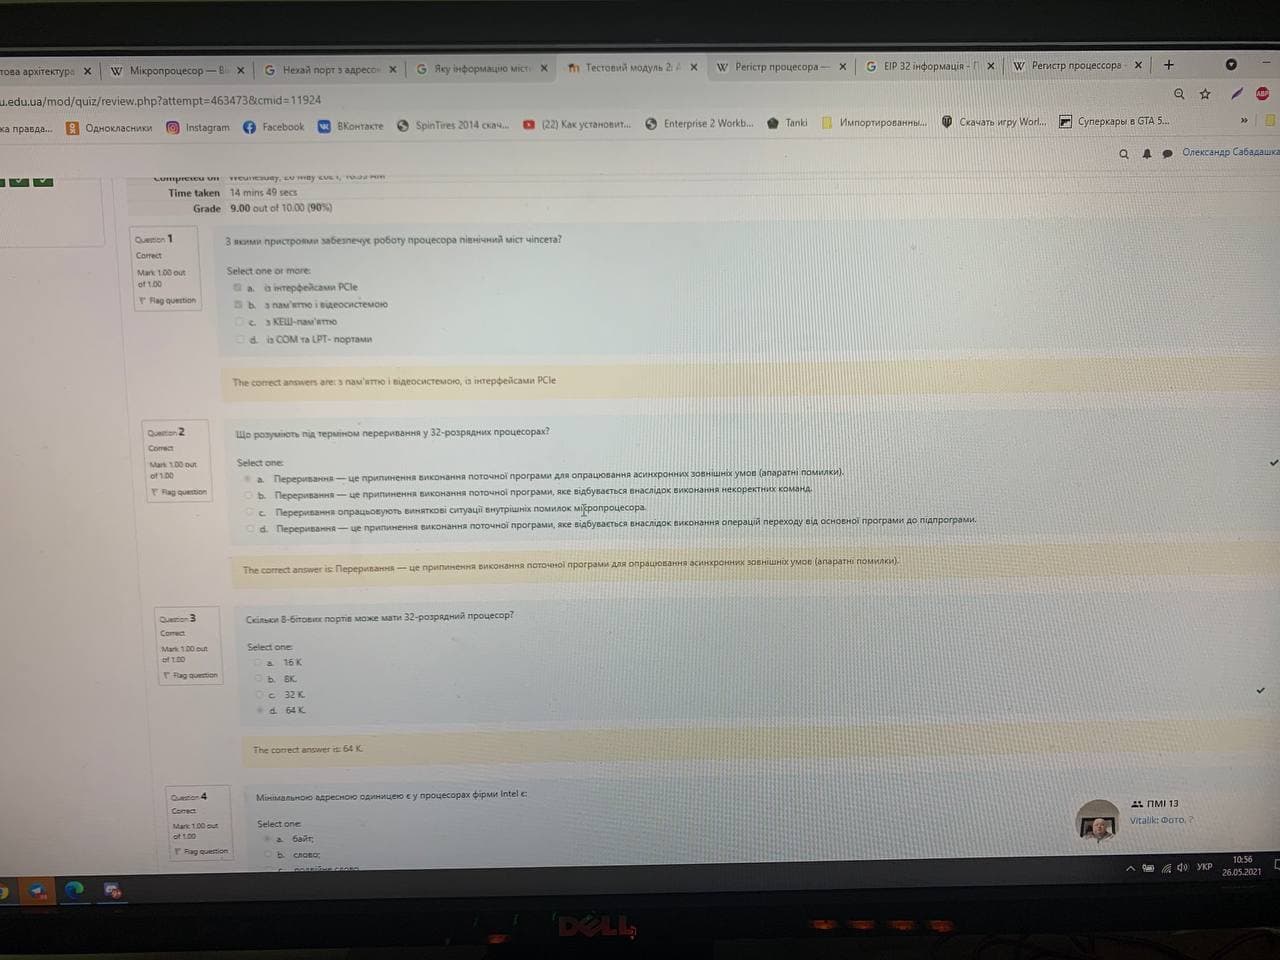 това архітектура
Мікропроцесор —
Нехай порт з адресо
Яку інформацію міст
Тестовий модуль 2:
Регістр процесора —
EIP 32 інформація -
Регистр процессора -
u.edu.ua/mod/quiz/review.php?attempt=463473&cmid=11924
ка правда...
Однокласники
Instagram
Facebook
ВКонтакте
SpinTires 2014 скач...
(22) Как установит...
Enterprise 2 Workb...
Tanki
Импортированны...
Скачать игру Worl...
Суперкары в GTA 5...
»
Олександр Сабадашка
Completed on
Time taken 14 mins 49 secs
Grade 9.00 out of 10.00 (90%)
Question 1
Correct
Mark 1.00 out
of 1.00
Flag question
З якими пристроями забезпечує роботу процесора північний міст чіпсета?
Select one or more:
a. із інтерфейсами PCIe
b. з пам'яттю і відеосистемою
c. з КЕШ-пам'яттю
d. із COM та LPT- портами
The correct answers are: з пам'яттю і відеосистемою, із інтерфейсами PCIe
Question 2
Correct
Mark 1.00 out
of 1.00
Flag question
Що розуміють під терміном переривання у 32-розрядних процесорах?
Select one:
a. Переривання — це припинення виконання поточної програми для опрацювання асинхронних зовнішніх умов (апаратні помилки).
b. Переривання — це припинення виконання поточної програми, яке відбувається внаслідок виконання некоректних команд.
c. Переривання опрацьовують виняткові ситуації внутрішніх помилок мікропроцесора.
d. Переривання — це припинення виконання поточної програми, яке відбувається внаслідок виконання операцій переходу від основної програми до підпрограми.
The correct answer is: Переривання — це припинення виконання поточної програми для опрацювання асинхронних зовнішніх умов (апаратні помилки).
Question 3
Correct
Mark 1.00 out
of 1.00
Flag question
Скільки 8-бітових портів може мати 32-розрядний процесор?
Select one:
a. 16 K
b. 8K.
c. 32 K.
d. 64 K.
The correct answer is: 64 K.
Question 4
Correct
Mark 1.00 out
of 1.00
Flag question
Мінімальною адресною одиницею є у процесорах фірми Intel є:
Select one:
a. байт;
b. слово;
ПМІ 13
Vitalik: Фото. ?
УКР
10:56
26.05.2021
DELL